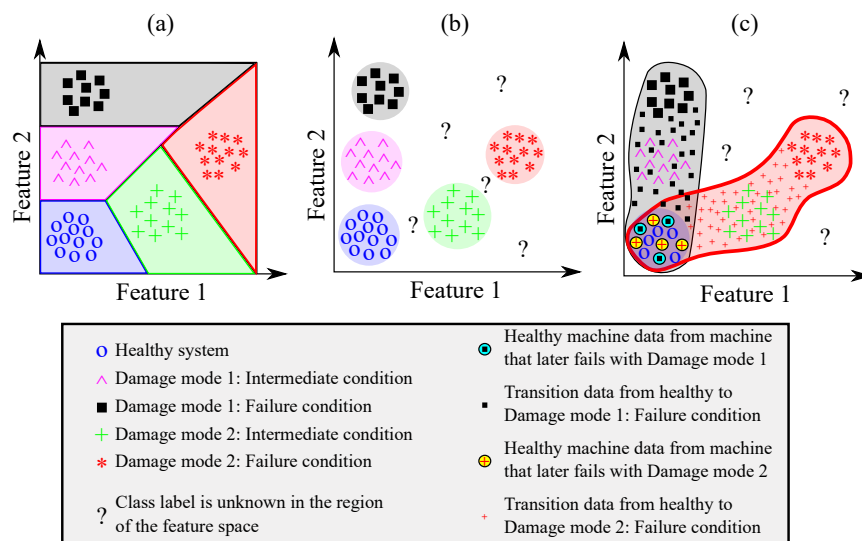 (a)
(b)
(c)
Feature 2
Feature 1
?
?
?
?
?
Feature 1
Feature 2
?
?
?
?
Feature 1
Healthy system
Damage mode 1: Intermediate condition
Damage mode 1: Failure condition
Damage mode 2: Intermediate condition
Damage mode 2: Failure condition
? Class label is unknown in the region
of the feature space
Healthy machine data from machine
that later fails with Damage mode 1
Transition data from healthy to
Damage mode 1: Failure condition
Healthy machine data from machine
that later fails with Damage mode 2
Transition data from healthy to
Damage mode 2: Failure condition